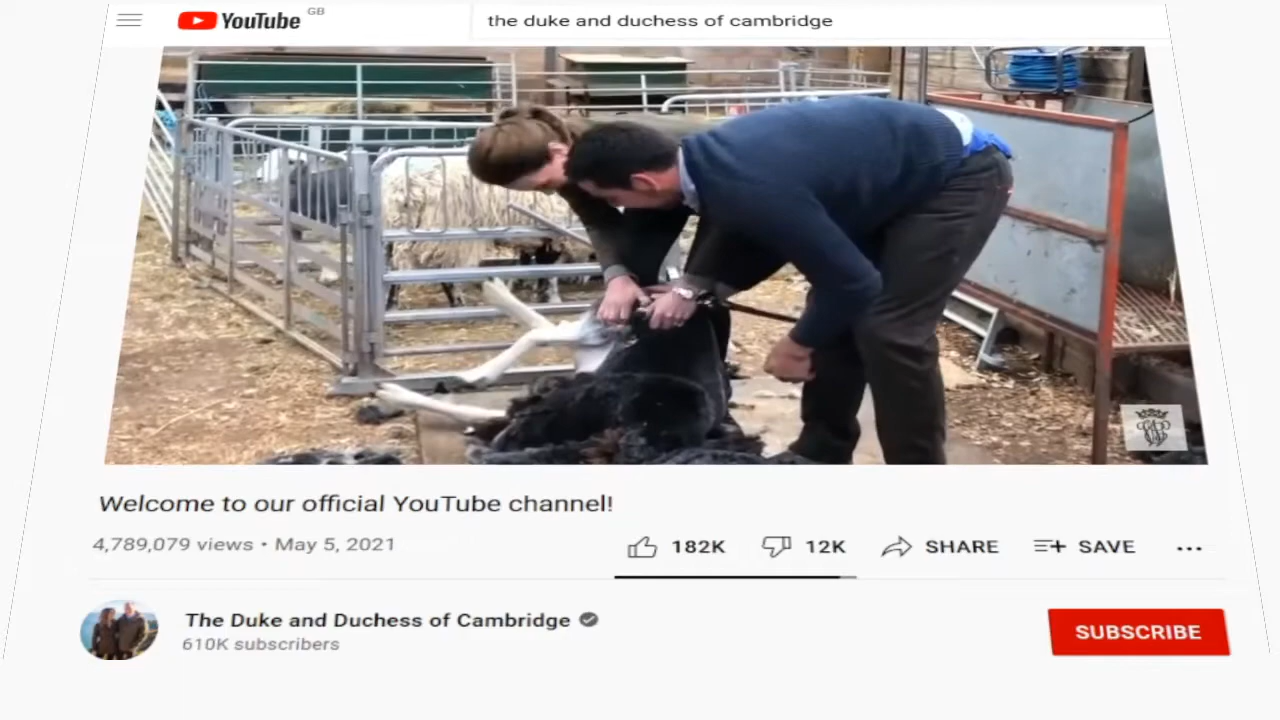 YouTube GB
the duke and duchess of cambridge
Welcome to our official YouTube channel!
4,789,079 views • May 5, 2021
182K
12K
SHARE
SAVE
The Duke and Duchess of Cambridge
610K subscribers
SUBSCRIBE